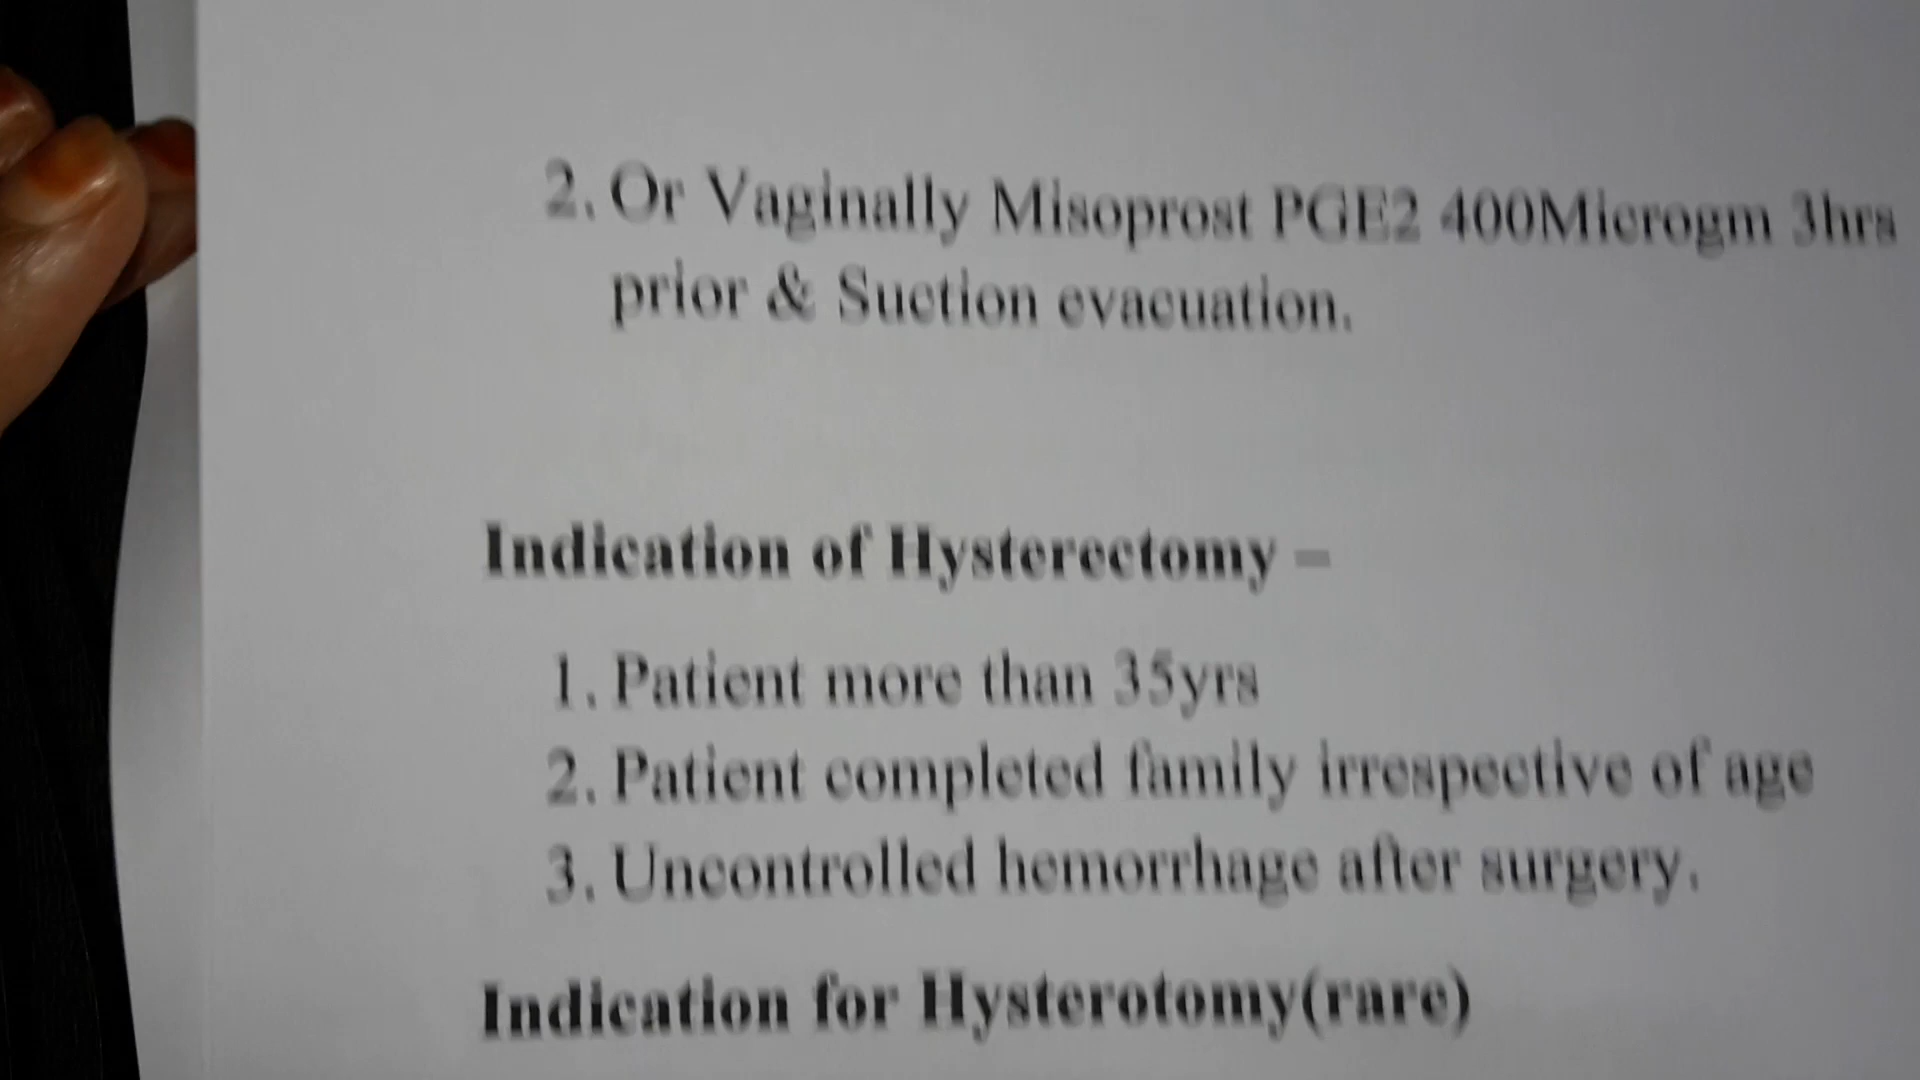 2. Or Vaginally Misoprost PGE2 400Microgm 3hrs
prior & Suction evacuation.
Indication of Hysterectomy –
1. Patient more than 35yrs
2. Patient completed family irrespective of age
3. Uncontrolled hemorrhage after surgery.
Indication for Hysterotomy(rare)